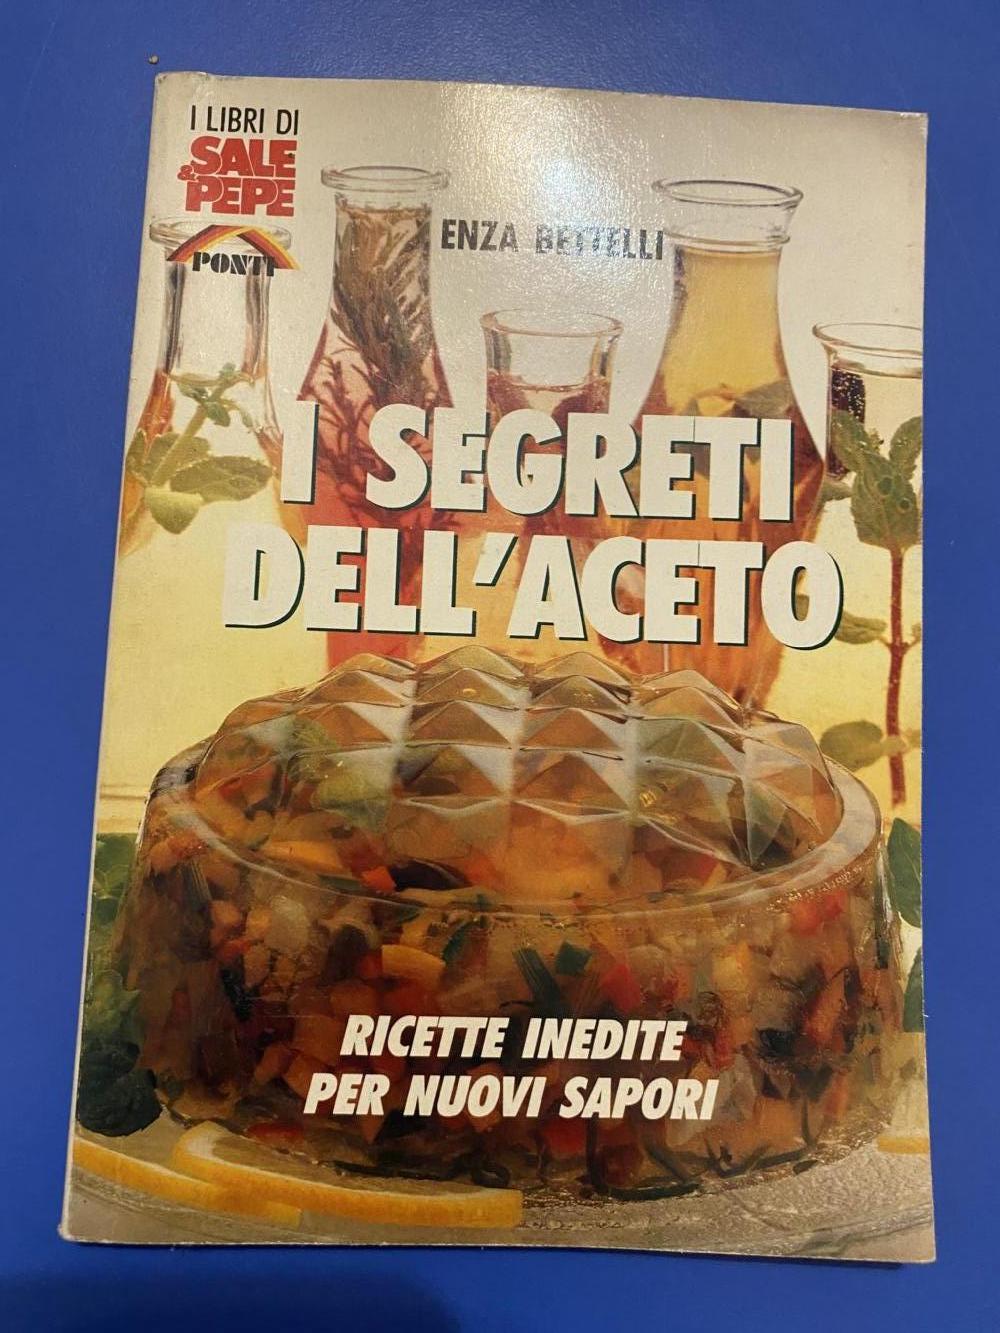 I LIBRI DI
SALE
& PEPE
PONTI
ENZA BETTELLI
I SEGRETI
DELL'ACETO
RICETTE INEDITE
PER NUOVI SAPORI